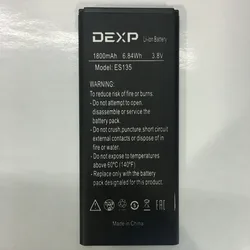 DEXP Li-ion Battery
1800mAh 6.84Wh 3.8V
Model: ES135
WARNING:
To reduce risk of fire or burns.
•Do not attempt to open,
disassemble, or service the
battery pack.
•Do not crush,puncture,short
external contacts or
dispose of in fire or water.
•Do not expose to
temperatures above
60°C (140°F)
•Replace only with the
battery pack designated
for this product
Made in China
EAC